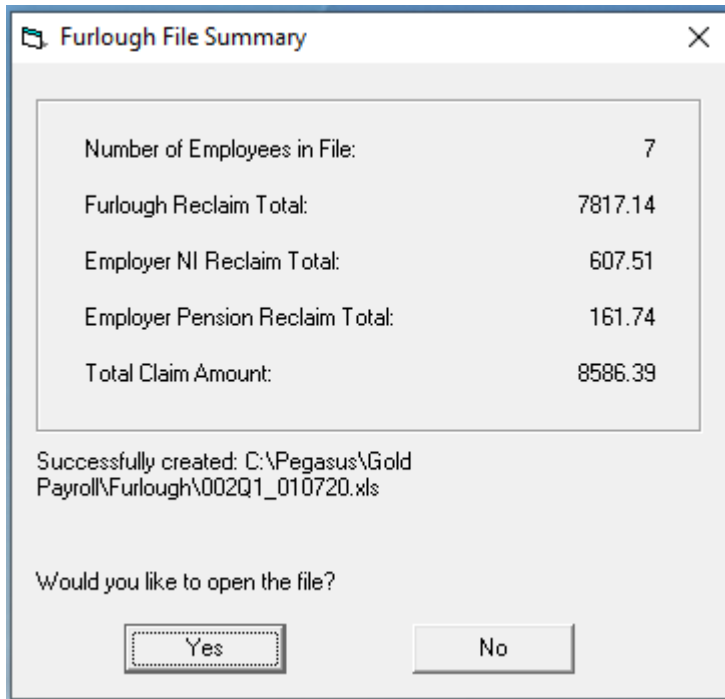 Furlough File Summary
Number of Employees in File: 7
Furlough Reclaim Total: 7817.14
Employer NI Reclaim Total: 607.51
Employer Pension Reclaim Total: 161.74
Total Claim Amount: 8586.39
Successfully created: C:\Pegasus\Gold
Payroll\Furlough\002Q1_010720.xls
Would you like to open the file?
Yes No